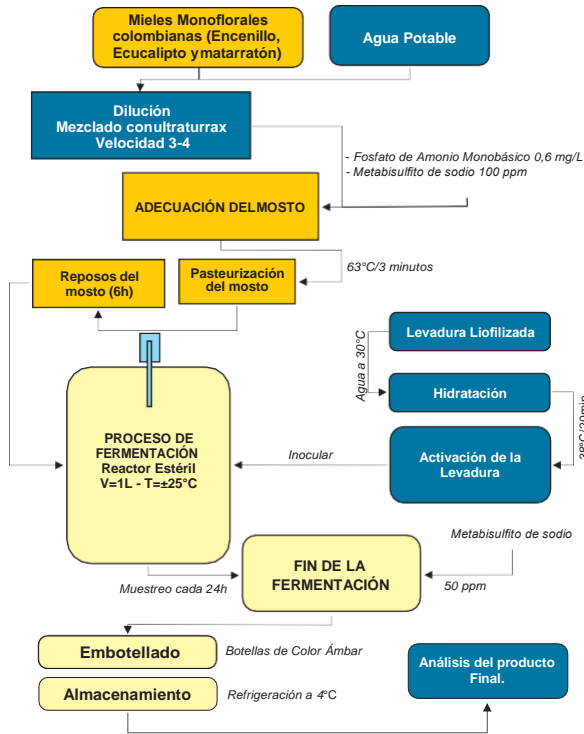 Mieles Monoflorales
colombianas (Encenillo,
Ecucalipto ymatarratón)
Agua Potable
Dilución
Mezclado conultraturrax
Velocidad 3-4
- Fosfato de Amonio Monobásico 0,6 mg/L
- Metabisulfito de sodio 100 ppm
ADECUACIÓN DELMOSTO
63°C/3 minutos
Reposos del
mosto (6h)
Pasteurización
del mosto
Levadura Liofilizada
Agua a 30°C
Hidratación
38°C/20min
PROCESO DE
FERMENTACIÓN
Reactor Estéril
V=1L - T=±25°C
Inocular
Activación de la
Levadura
Metabisulfito de sodio
FIN DE LA
FERMENTACIÓN
Muestreo cada 24h
50 ppm
Embotellado
Botellas de Color Ámbar
Almacenamiento
Refrigeración a 4°C
Análisis del producto
Final.